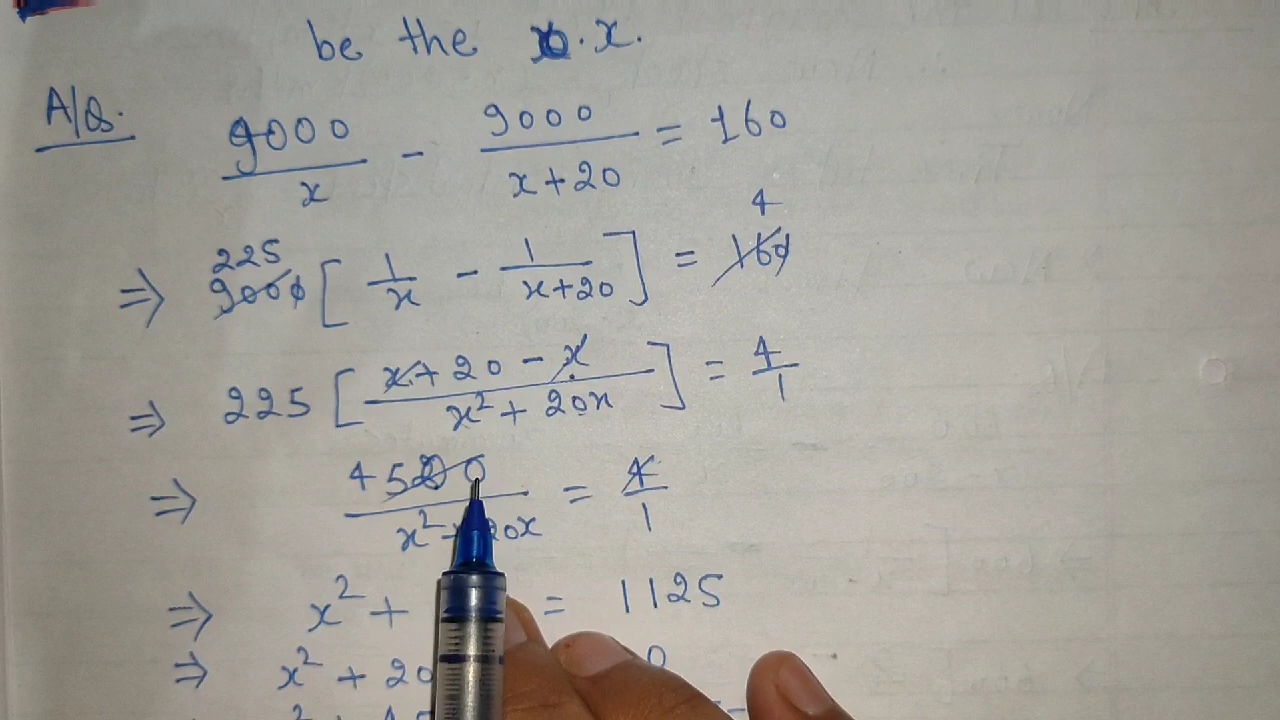 be the x.
A/Q. 9000/x - 9000/x+20 = 160
⇒ 225 9000 [ 1/x - 1/x+20 ] = 160 4
⇒ 225 [ x+20-x / x²+20x ] = 4/1
⇒ 4500 / x²+20x = 4/1
⇒ x² + = 1125
⇒ x² + 20 0